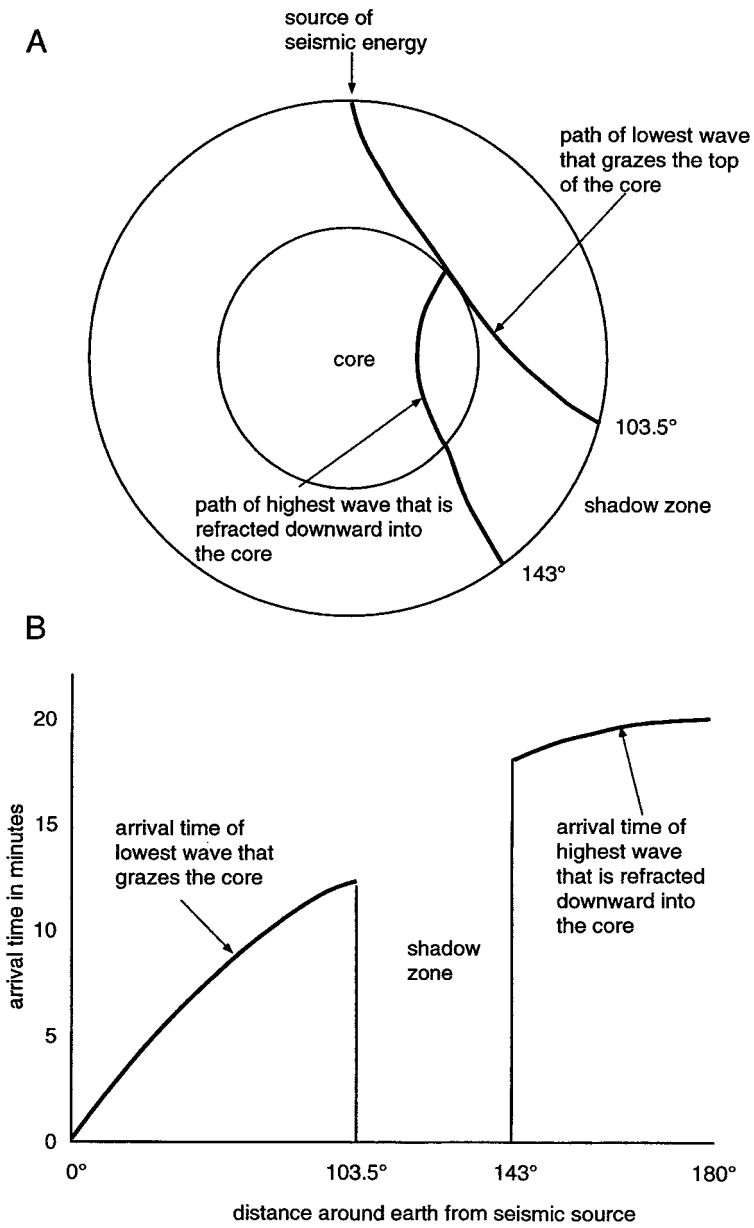 A
source of
seismic energy
path of lowest wave
that grazes the top
of the core
core
103.5°
path of highest wave that is
refracted downward into
the core
shadow zone
143°
B
20
15
10
5
0
arrival time in minutes
arrival time of
lowest wave that
grazes the core
shadow
zone
arrival time of
highest wave
that is refracted
downward into
the core
0°
103.5°
143°
180°
distance around earth from seismic source